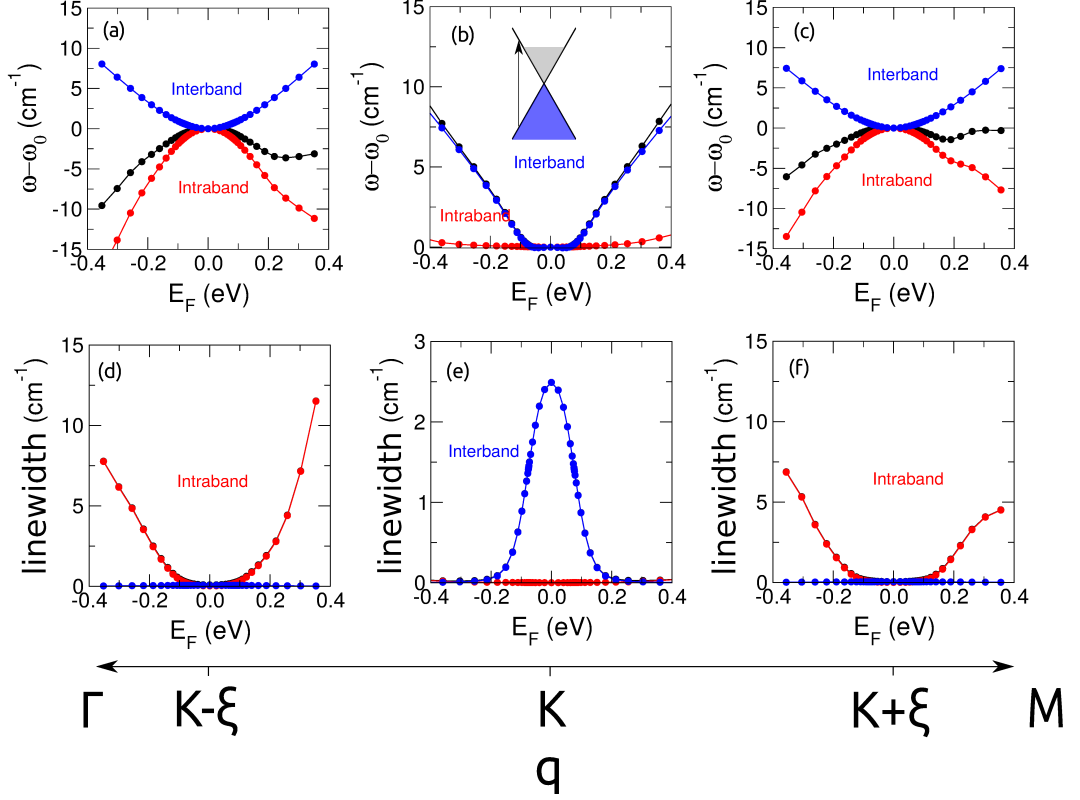 (a)
15
10
5
0
-5
-10
-15
ω−ω0 (cm-1)
Interband
Intraband
-0.4 -0.2 0.0 0.2 0.4
EF (eV)
(b)
15
10
5
0
ω−ω0 (cm-1)
Interband
Intraband
-0.4 -0.2 0.0 0.2 0.4
EF (eV)
(c)
15
10
5
0
-5
-10
-15
ω−ω0 (cm-1)
Interband
Intraband
-0.4 -0.2 0.0 0.2 0.4
EF (eV)
(d)
15
10
5
0
linewidth (cm-1)
Intraband
-0.4 -0.2 0.0 0.2 0.4
EF (eV)
(e)
3
2
1
0
linewidth (cm-1)
Interband
-0.4 -0.2 0.0 0.2 0.4
EF (eV)
(f)
15
10
5
0
linewidth (cm-1)
Intraband
-0.4 -0.2 0.0 0.2 0.4
EF (eV)
Γ K-ξ K K+ξ M
q